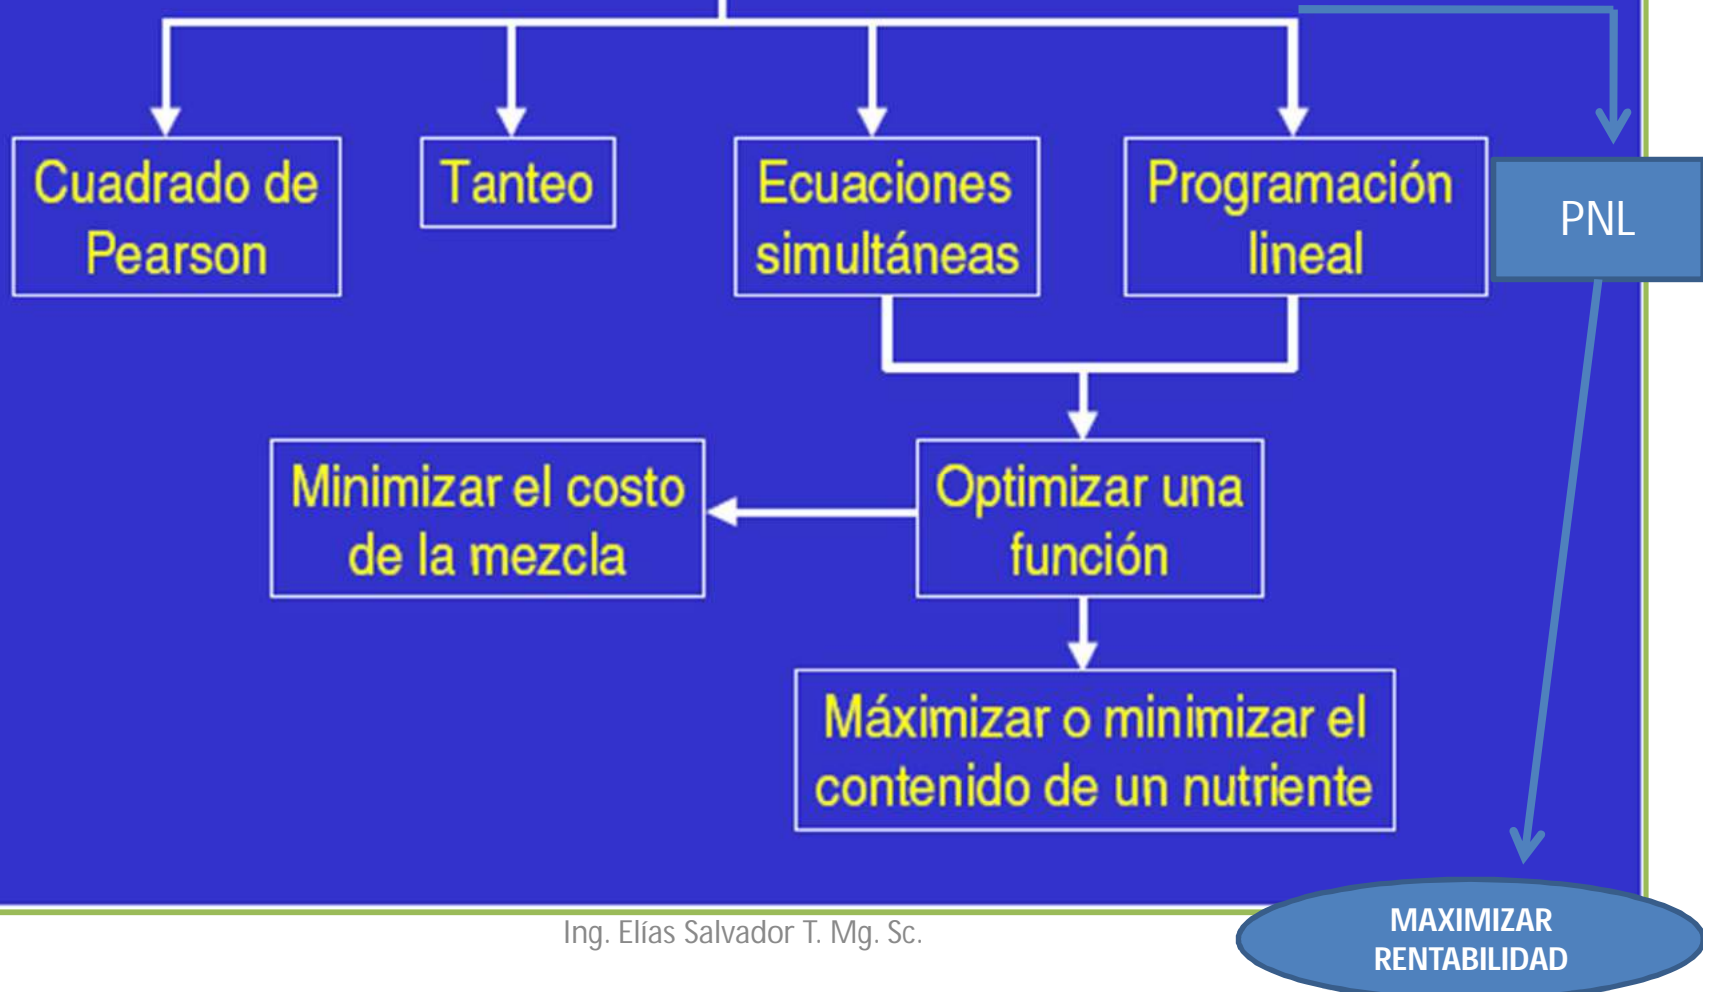 Cuadrado de
Pearson
Tanteo
Ecuaciones
simultáneas
Programación
lineal
PNL
Minimizar el costo
de la mezcla
Optimizar una
función
Máximizar o minimizar el
contenido de un nutriente
MAXIMIZAR
RENTABILIDAD
Ing. Elías Salvador T. Mg. Sc.